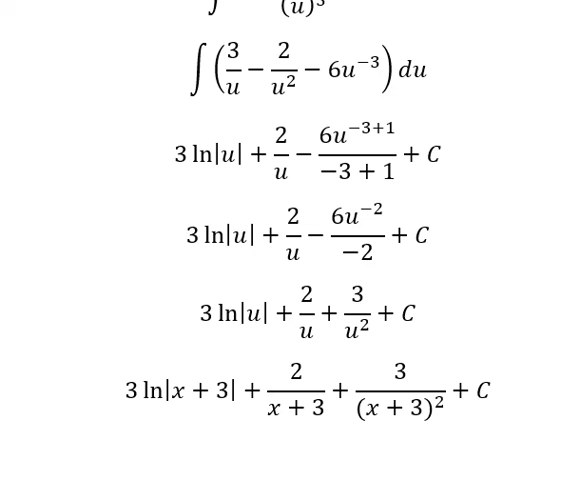 ∫ (u)³
∫ (3/u − 2/u² − 6u⁻³) du
3 ln|u| + 2/u − 6u⁻³⁺¹/(−3 + 1) + C
3 ln|u| + 2/u − 6u⁻²/−2 + C
3 ln|u| + 2/u + 3/u² + C
3 ln|x + 3| + 2/(x + 3) + 3/(x + 3)² + C